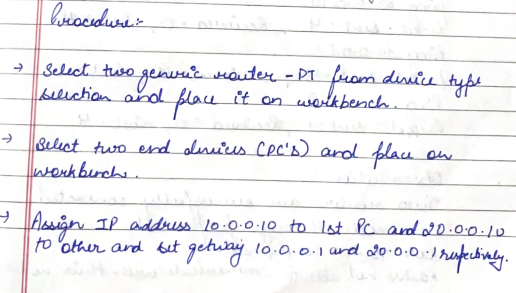 Procedure:-
→ Select two generic router - PT from device type
selection and place it on workbench.
→ Select two end devices (PC's) and place on
workbench.
→ Assign IP address 10.0.0.10 to 1st PC and 20.0.0.10
to other and set getway 10.0.0.1 and 20.0.0.1 respectively.